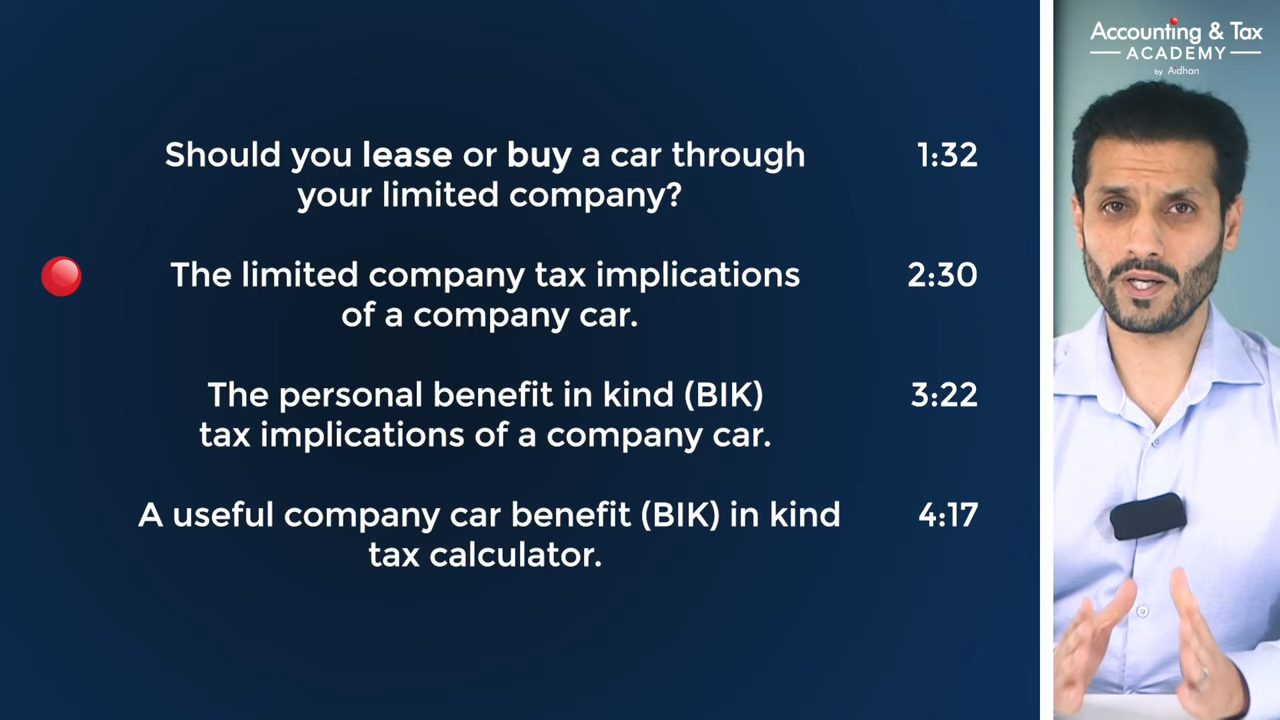 Should you lease or buy a car through 1:32
your limited company?
The limited company tax implications 2:30
of a company car.
The personal benefit in kind (BIK) 3:22
tax implications of a company car.
A useful company car benefit (BIK) in kind 4:17
tax calculator.
Accounting & Tax
ACADEMY
by Aidhan